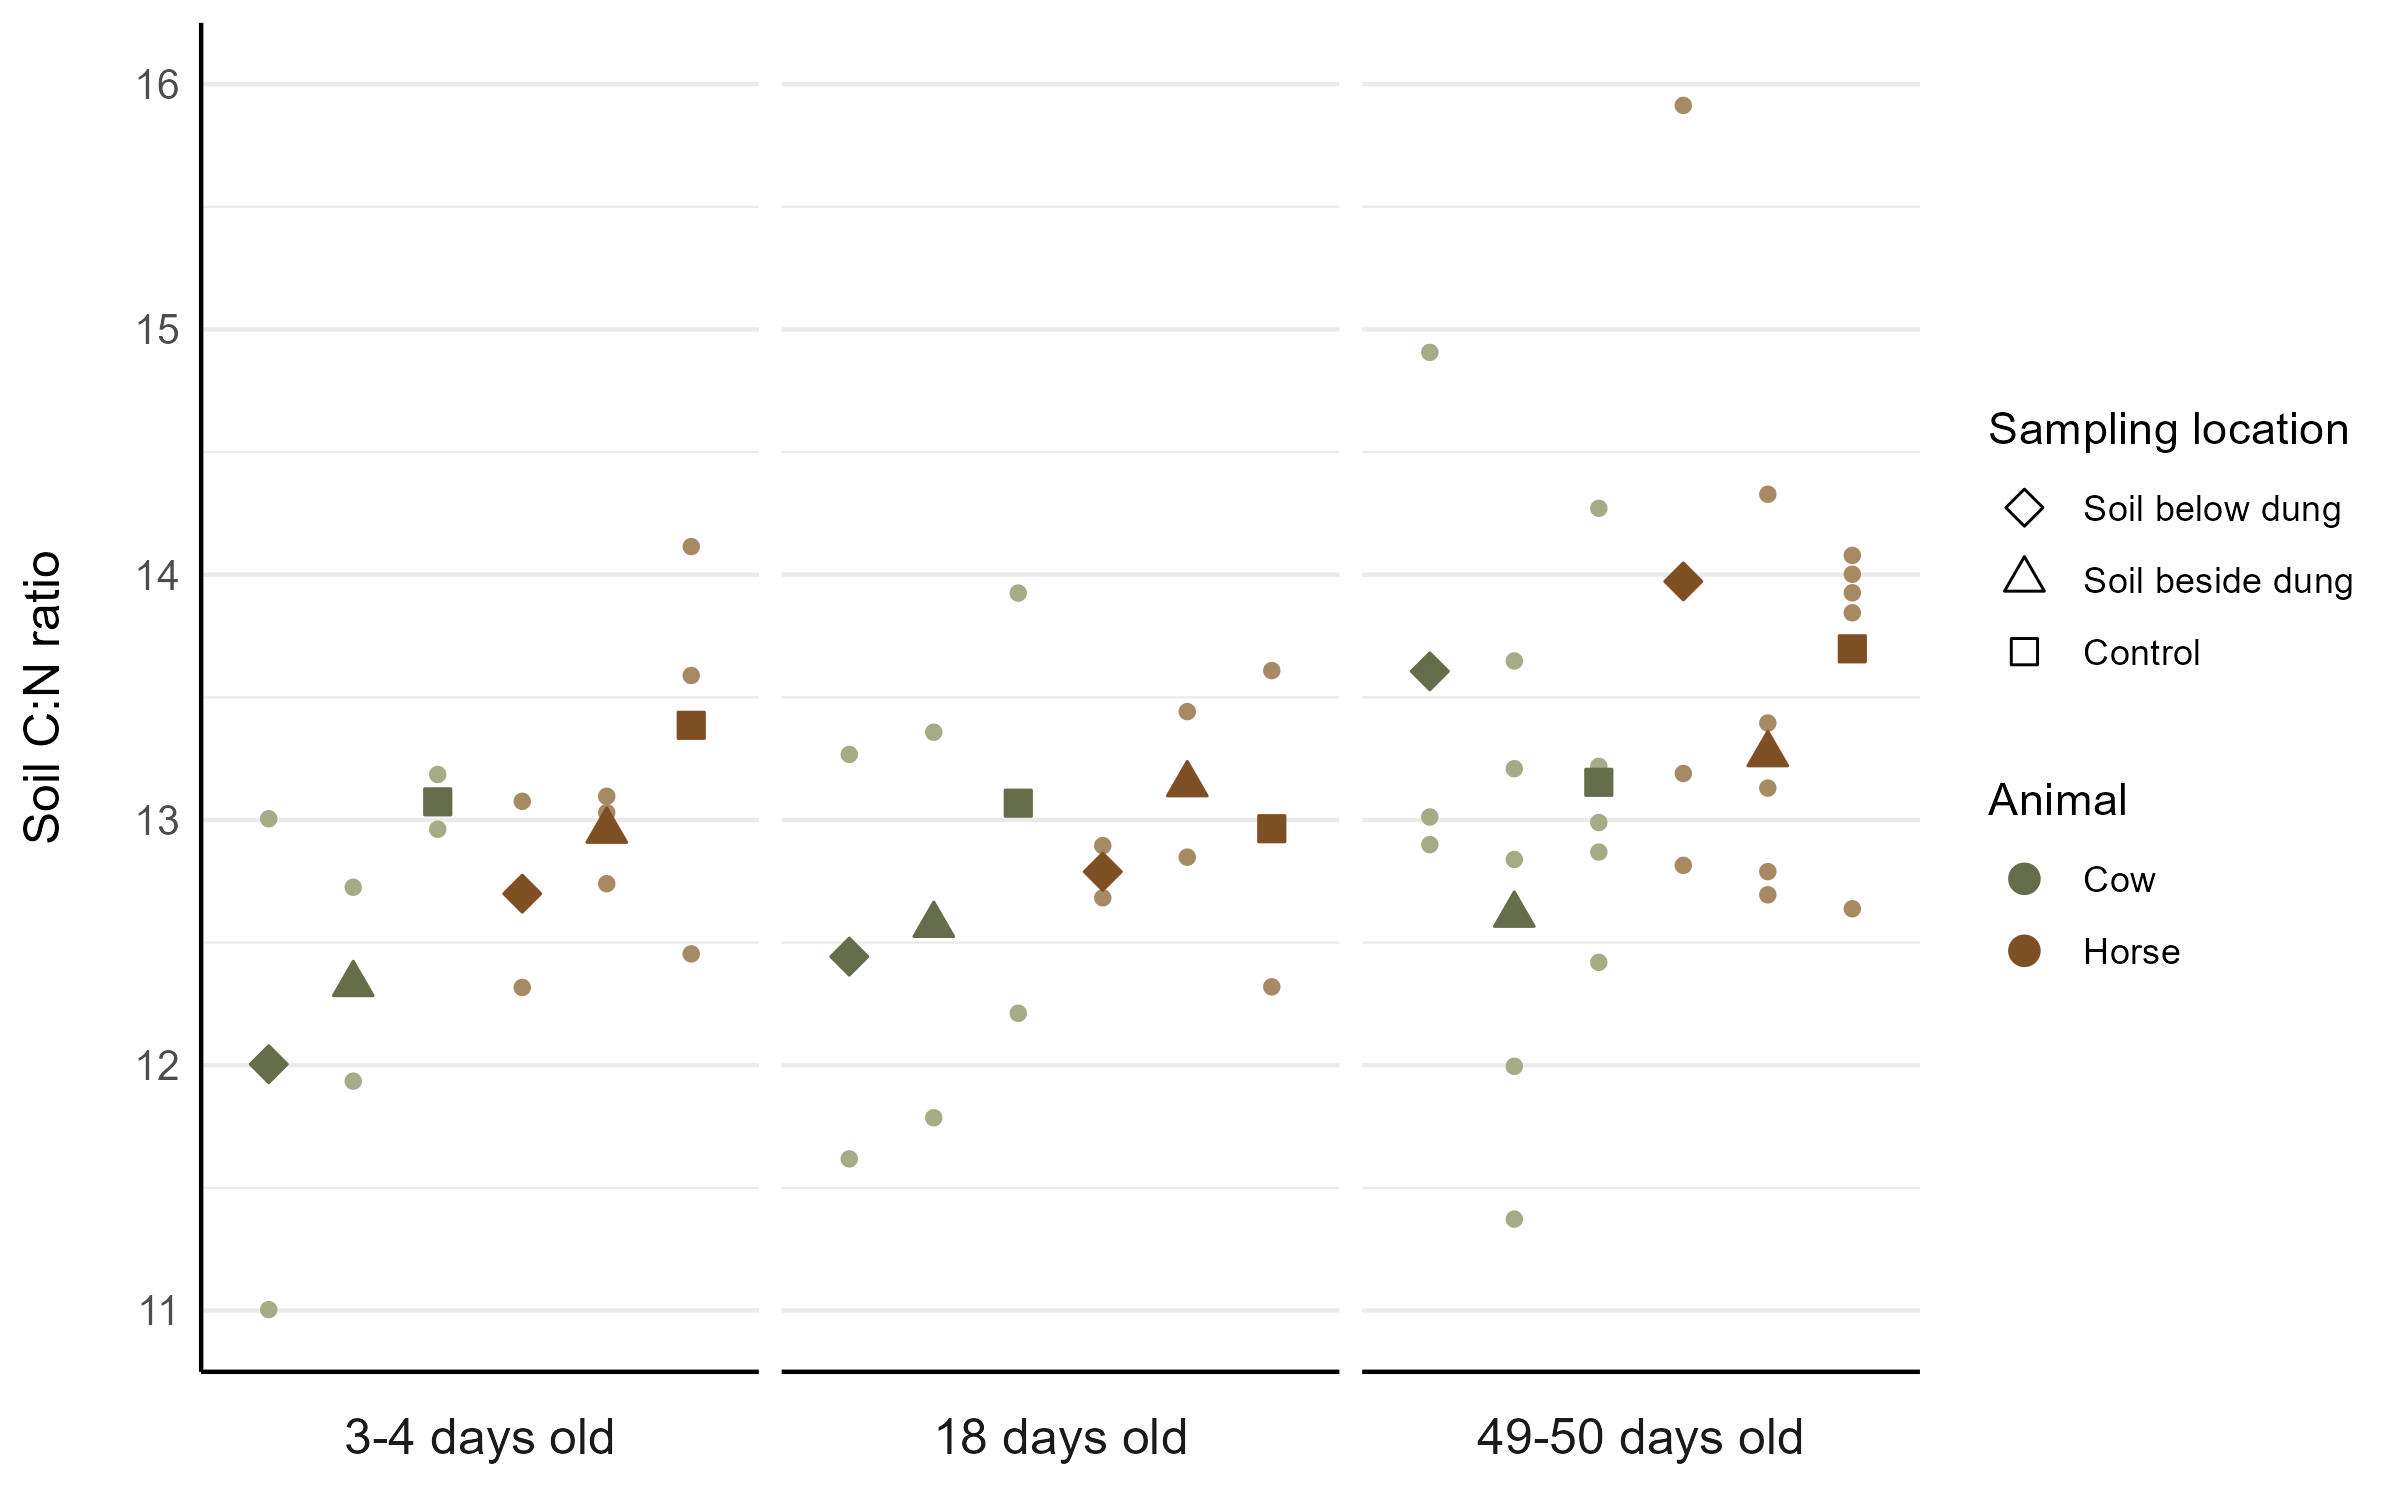 Soil C:N ratio
16
15
14
13
12
11
3-4 days old
18 days old
49-50 days old
Sampling location
Soil below dung
Soil beside dung
Control
Animal
Cow
Horse